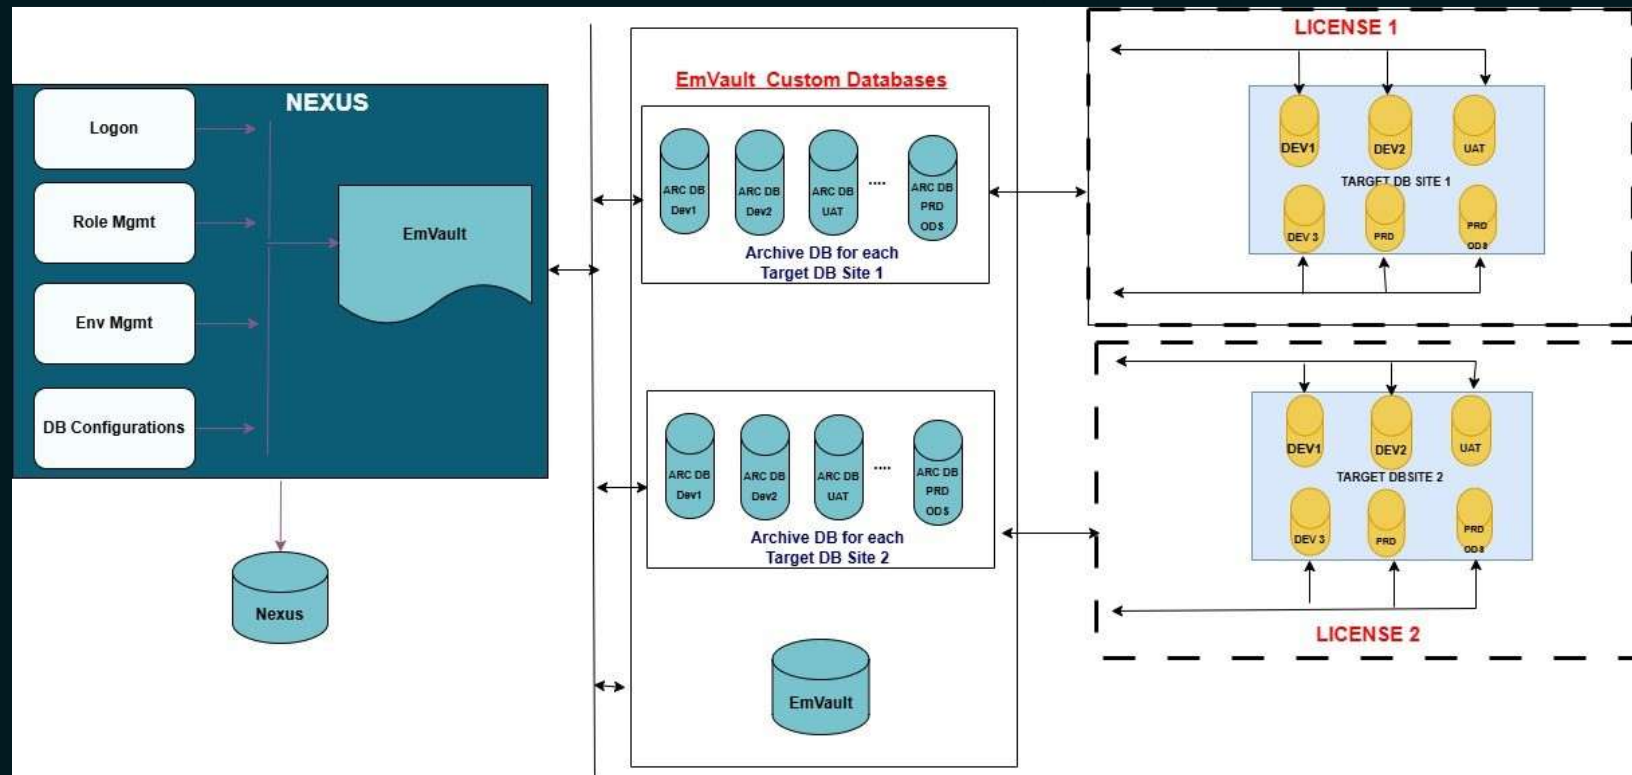 NEXUS
Logon
Role Mgmt
Env Mgmt
DB Configurations
EmVault
Nexus
EmVault Custom Databases
ARC DB
Dev1
ARC DB
Dev2
ARC DB
UAT
....
ARC DB
PRD
ODS
Archive DB for each
Target DB Site 1
ARC DB
Dev1
ARC DB
Dev2
ARC DB
UAT
....
ARC DB
PRD
ODS
Archive DB for each
Target DB Site 2
EmVault
LICENSE 1
DEV1
DEV2
UAT
TARGET DB SITE 1
DEV 3
PRD
PRD
ODS
DEV1
DEV2
UAT
TARGET DBSITE 2
DEV 3
PRD
PRD
ODS
LICENSE 2